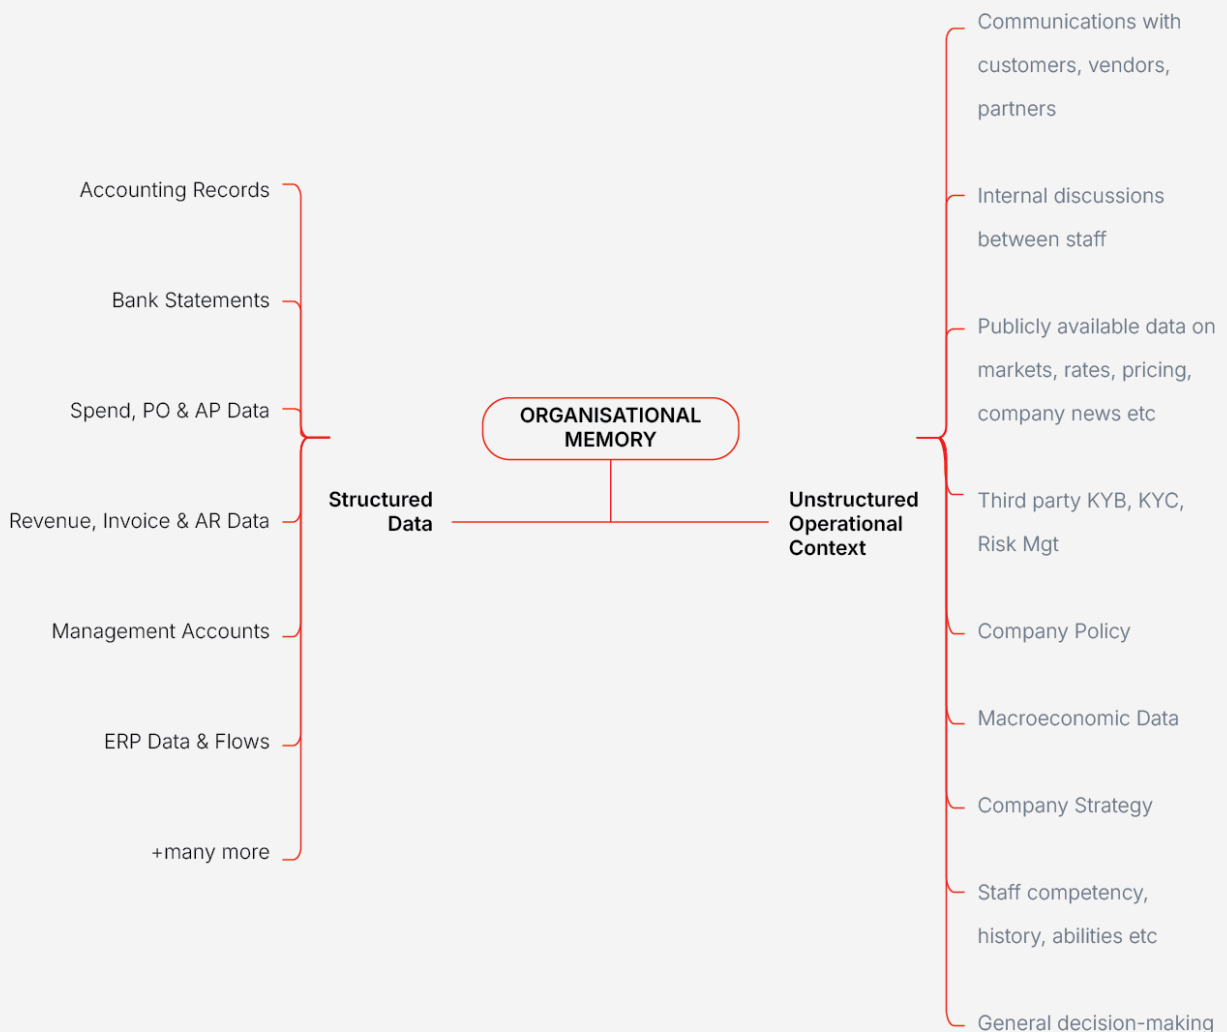 ORGANISATIONAL
MEMORY
Structured
Data
Accounting Records
Bank Statements
Spend, PO & AP Data
Revenue, Invoice & AR Data
Management Accounts
ERP Data & Flows
+many more
Unstructured
Operational
Context
Communications with
customers, vendors,
partners
Internal discussions
between staff
Publicly available data on
markets, rates, pricing,
company news etc
Third party KYB, KYC,
Risk Mgt
Company Policy
Macroeconomic Data
Company Strategy
Staff competency,
history, abilities etc
General decision-making